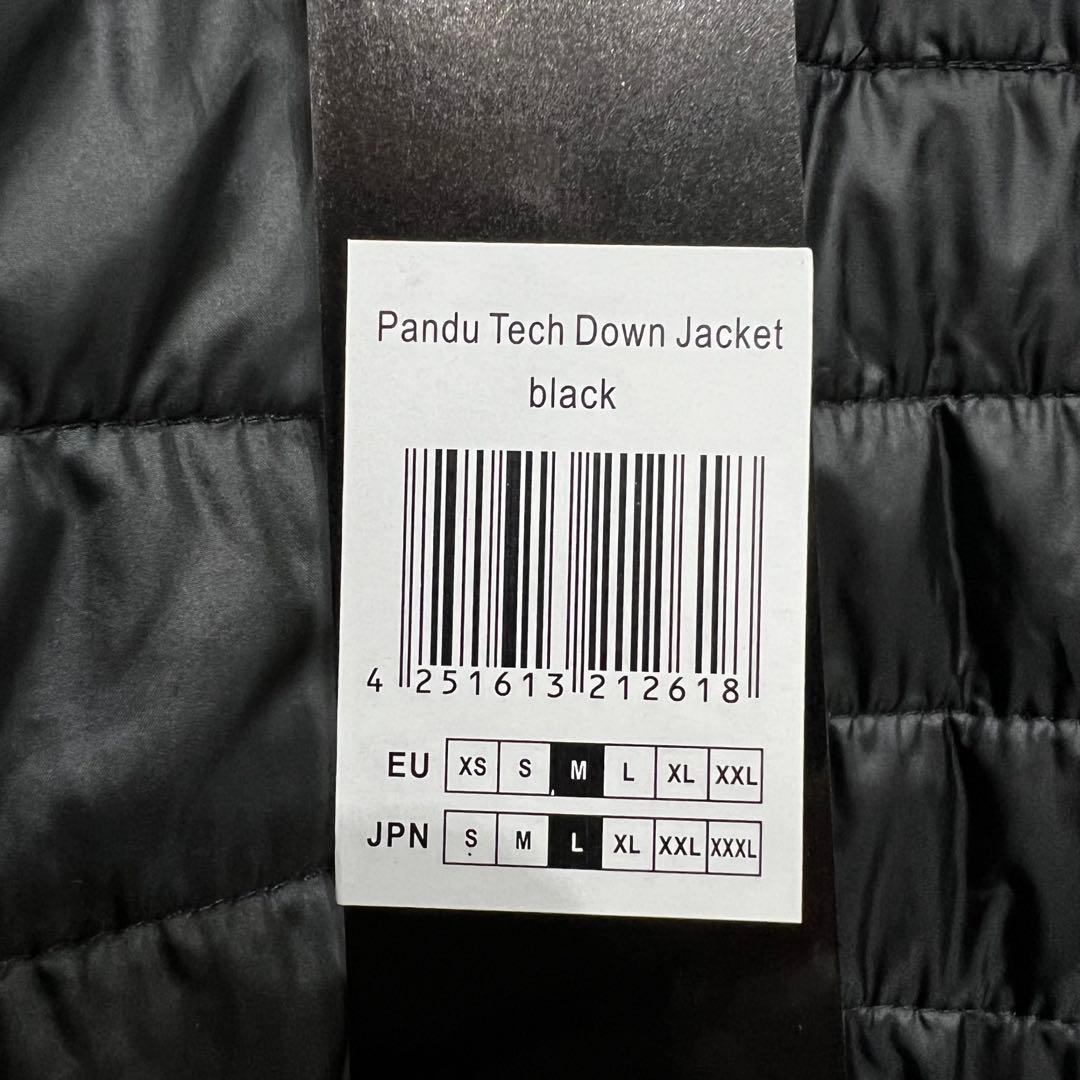 Pandu Tech Down Jacket
black
4 251613 212618
EU XS S M L XL XXL
JPN S M L XL XXL XXXL